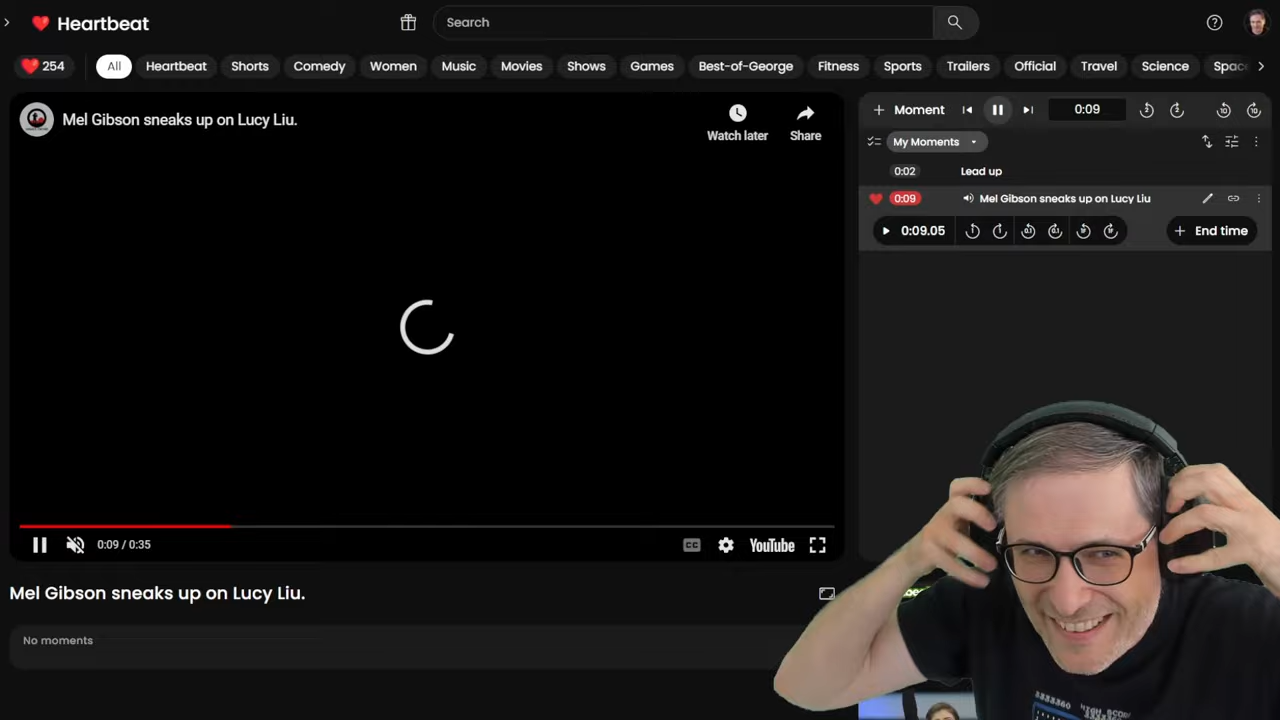 Heartbeat
Search
254
All
Heartbeat
Shorts
Comedy
Women
Music
Movies
Shows
Games
Best-of-George
Fitness
Sports
Trailers
Official
Travel
Science
Mel Gibson sneaks up on Lucy Liu.
Watch later
Share
Moment
0:09
My Moments
0:02
Lead up
0:09
Mel Gibson sneaks up on Lucy Liu
0:09.05
End time
0:09 / 0:35
CC
YouTube
Mel Gibson sneaks up on Lucy Liu.
No moments
3333360